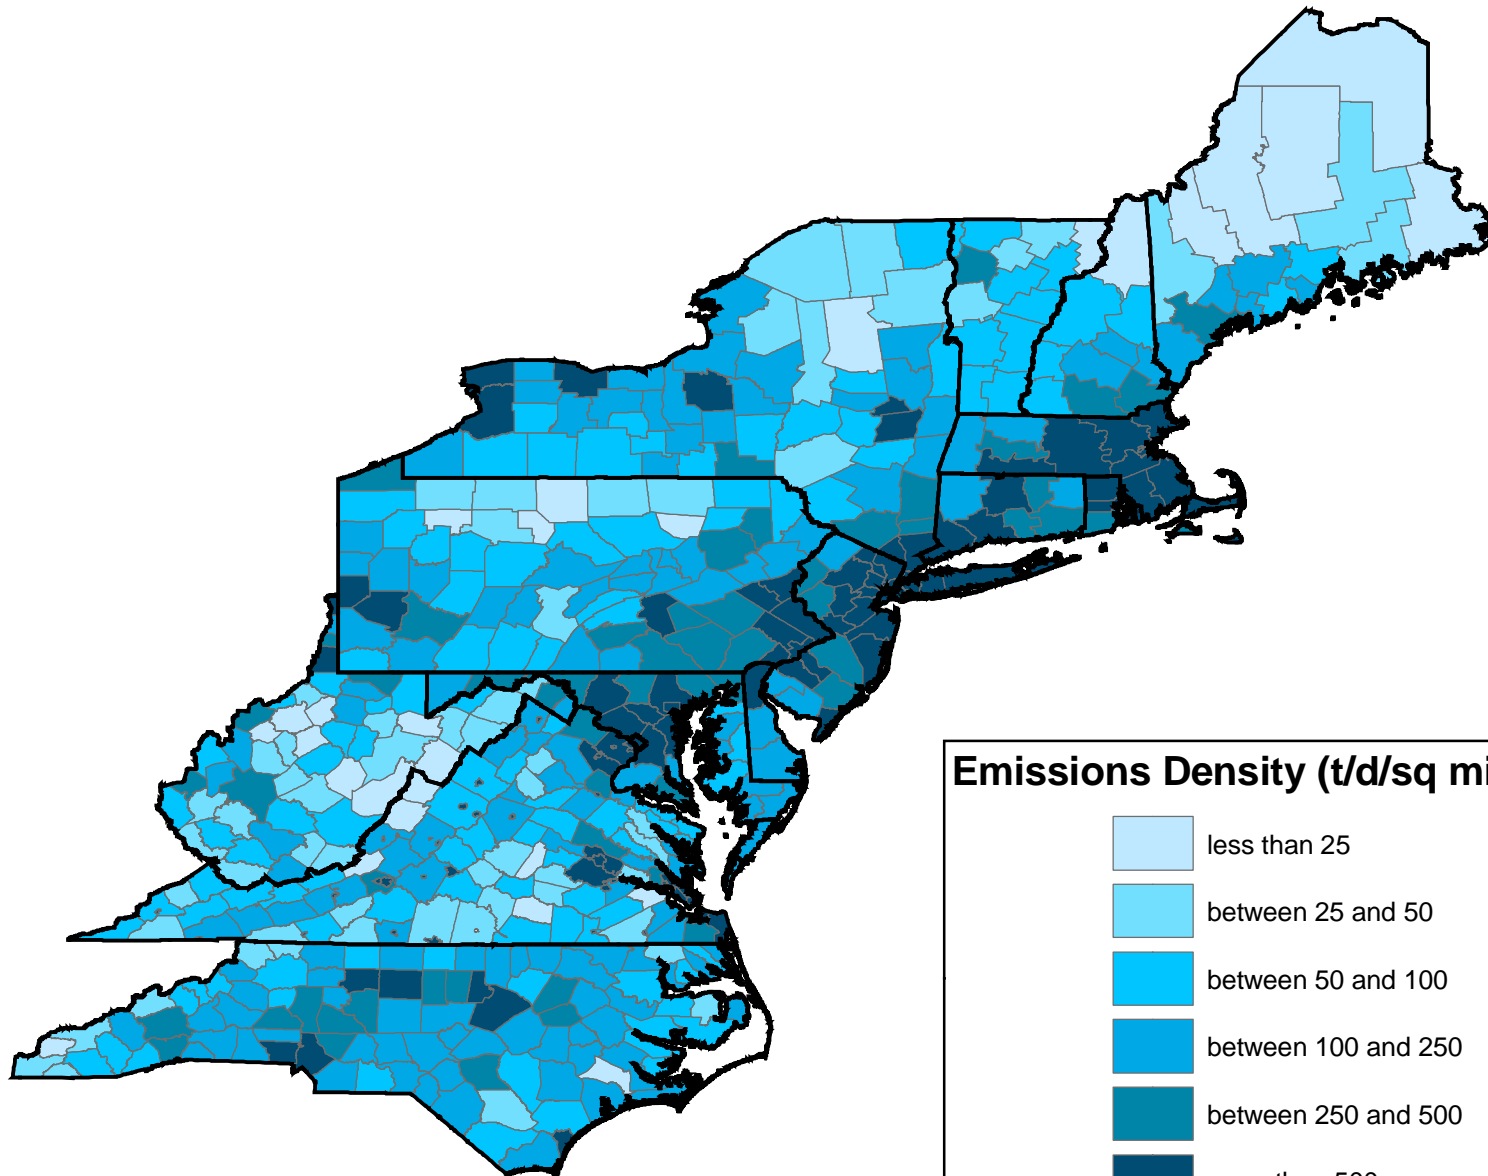 Emissions Density (t/d/sq mi
less than 25
between 25 and 50
between 50 and 100
between 100 and 250
between 250 and 500